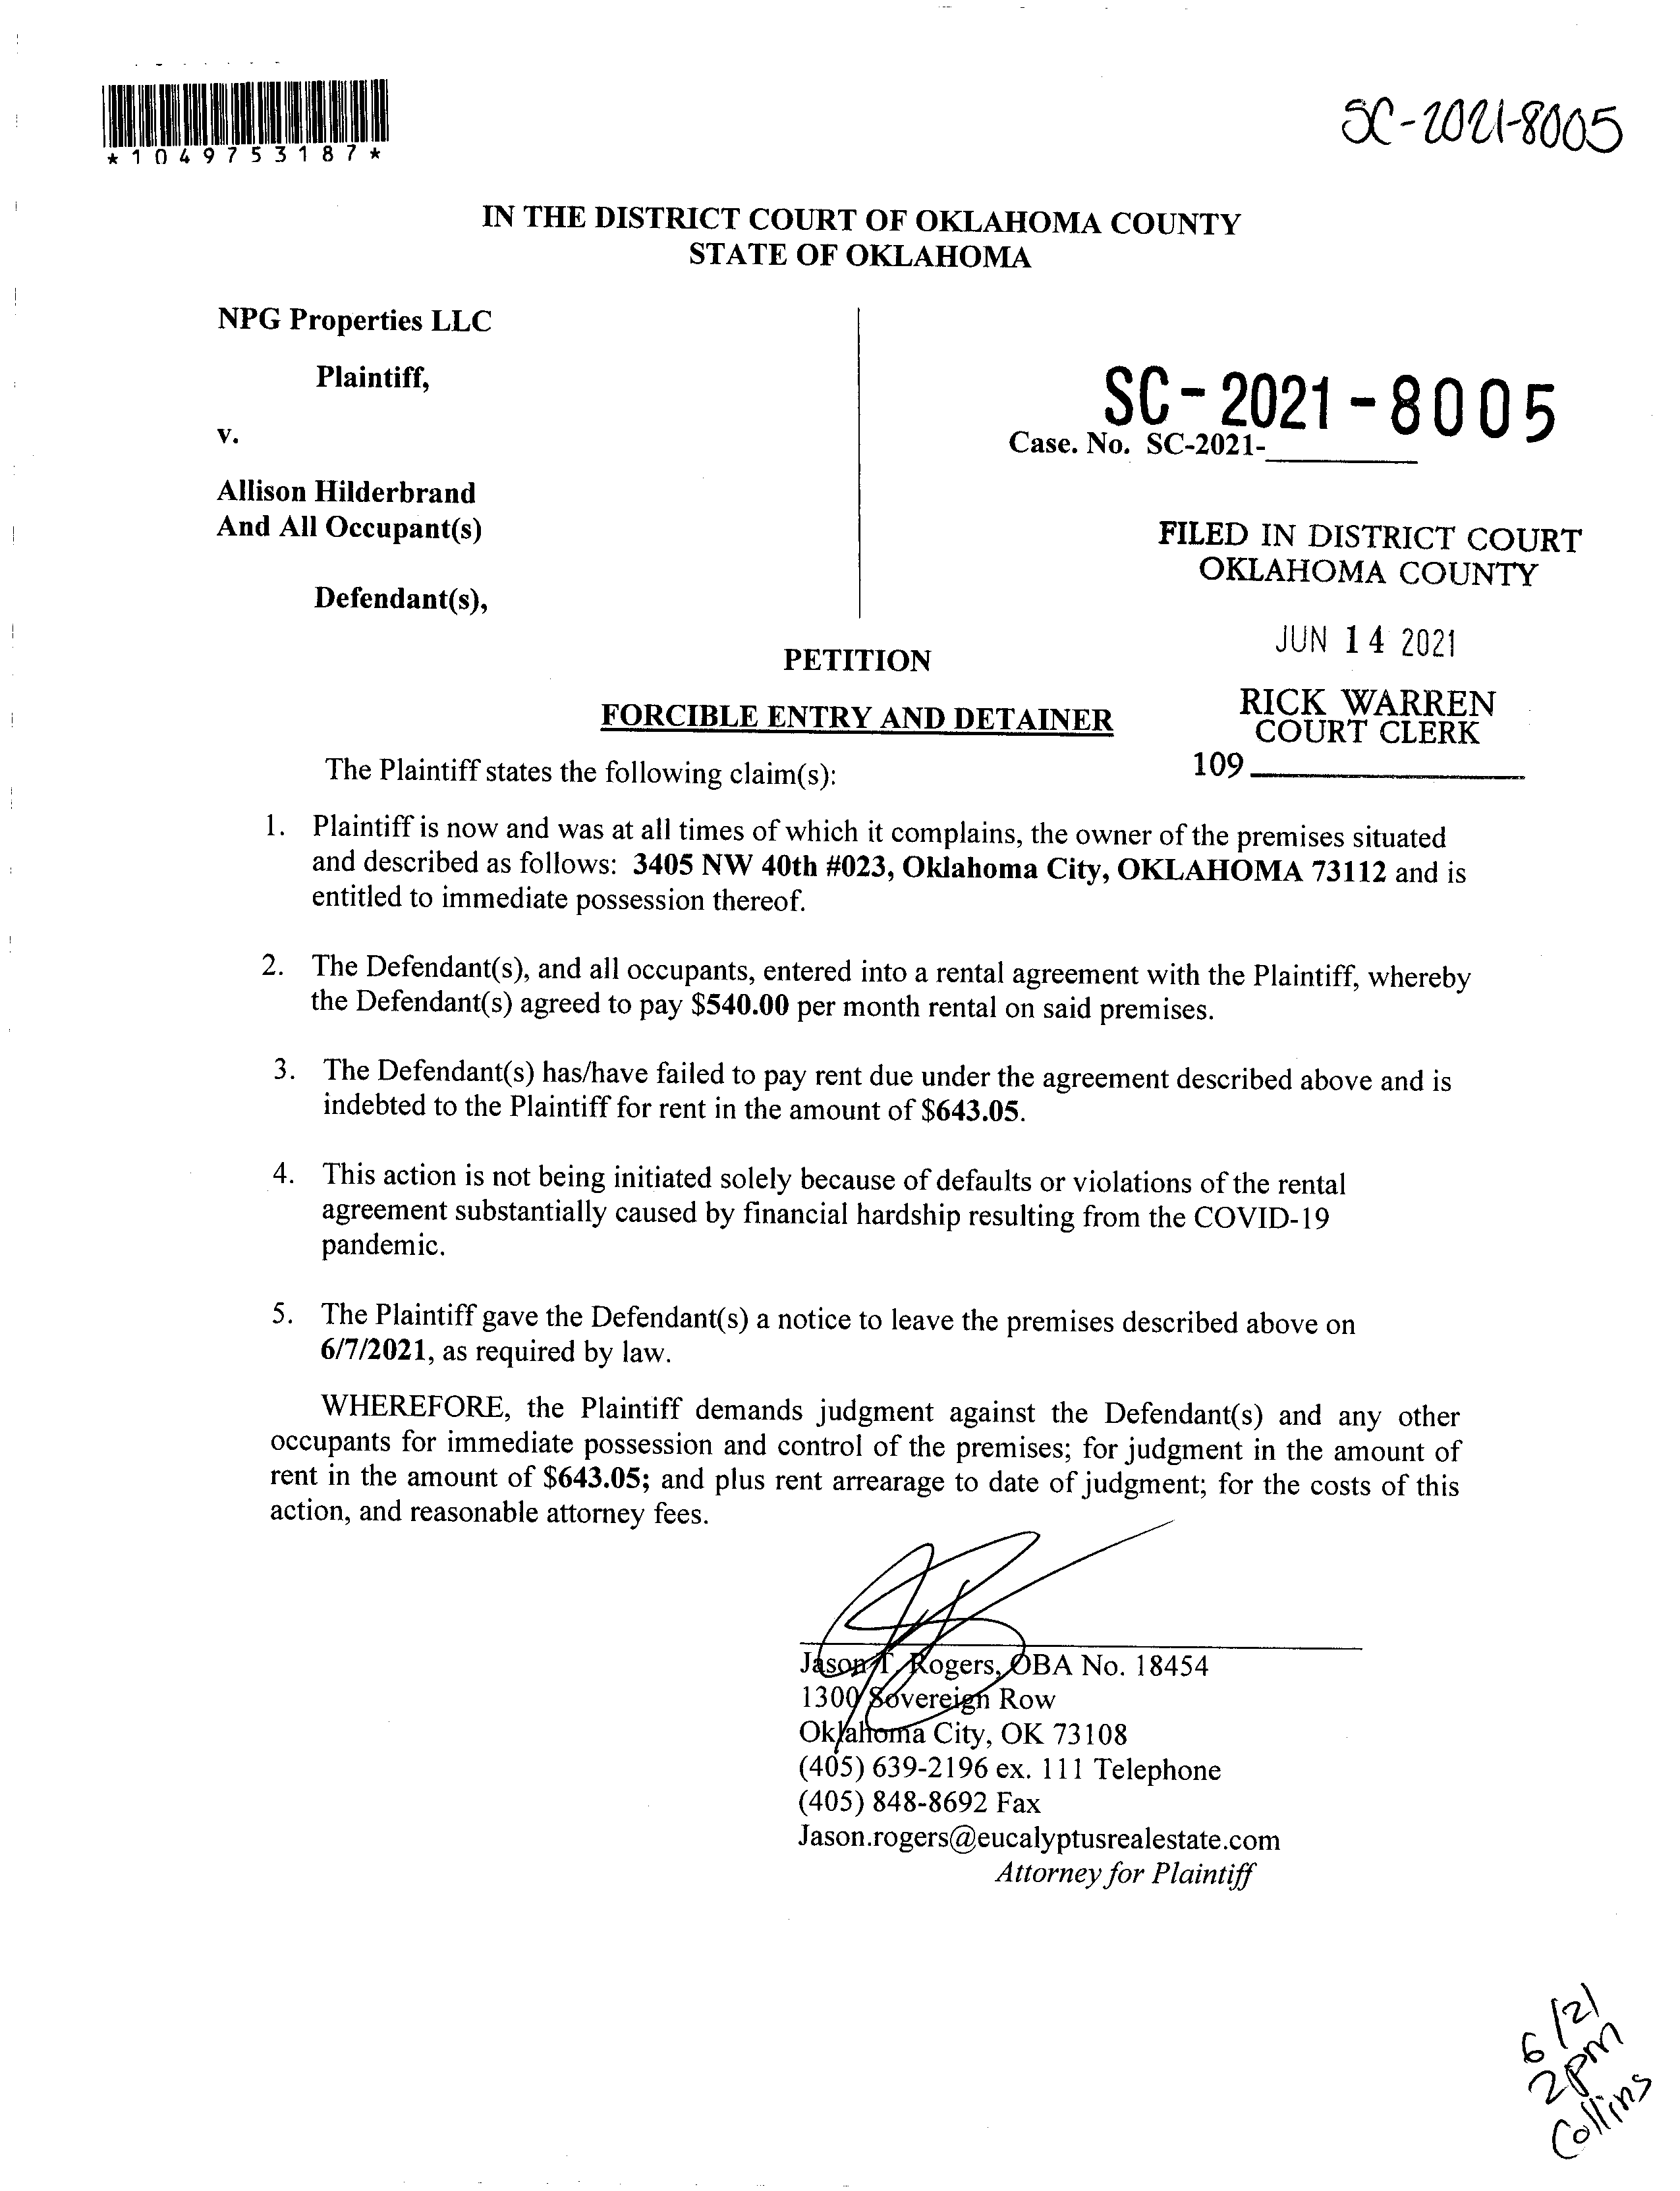 *1049753187*
SC-2021-8005
IN THE DISTRICT COURT OF OKLAHOMA COUNTY
STATE OF OKLAHOMA
NPG Properties LLC
Plaintiff,
v.
Allison Hilderbrand
And All Occupant(s)
Defendant(s),
SC-2021-8005
Case. No. SC-2021-
FILED IN DISTRICT COURT
OKLAHOMA COUNTY
JUN 14 2021
RICK WARREN
COURT CLERK
109
PETITION
FORCIBLE ENTRY AND DETAINER
The Plaintiff states the following claim(s):
1. Plaintiff is now and was at all times of which it complains, the owner of the premises situated
and described as follows: 3405 NW 40th #023, Oklahoma City, OKLAHOMA 73112 and is
entitled to immediate possession thereof.
2. The Defendant(s), and all occupants, entered into a rental agreement with the Plaintiff, whereby
the Defendant(s) agreed to pay $540.00 per month rental on said premises.
3. The Defendant(s) has/have failed to pay rent due under the agreement described above and is
indebted to the Plaintiff for rent in the amount of $643.05.
4. This action is not being initiated solely because of defaults or violations of the rental
agreement substantially caused by financial hardship resulting from the COVID-19
pandemic.
5. The Plaintiff gave the Defendant(s) a notice to leave the premises described above on
6/7/2021, as required by law.
WHEREFORE, the Plaintiff demands judgment against the Defendant(s) and any other
occupants for immediate possession and control of the premises; for judgment in the amount of
rent in the amount of $643.05; and plus rent arrearage to date of judgment; for the costs of this
action, and reasonable attorney fees.
Jason T. Rogers, OBA No. 18454
1300 Sovereign Row
Oklahoma City, OK 73108
(405) 639-2196 ex. 111 Telephone
(405) 848-8692 Fax
Jason.rogers@eucalyptusrealestate.com
Attorney for Plaintiff
6/21
2pm
Collins